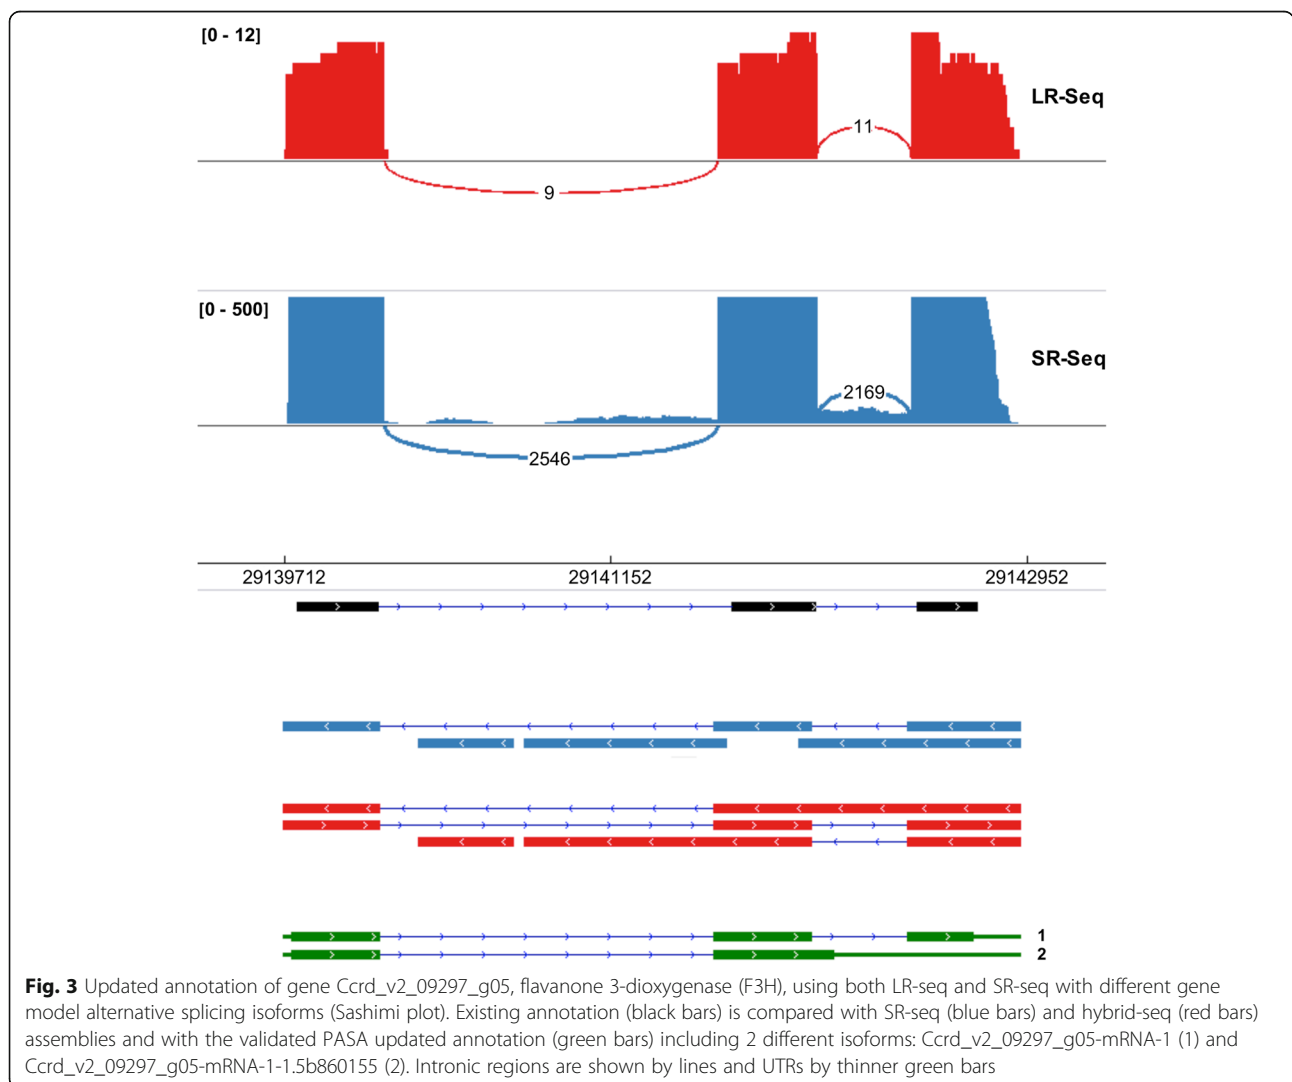 [0 - 12]
LR-Seq
11
9
[0 - 500]
SR-Seq
2169
2546
29139712 29141152 29142952
1
2
Fig. 3 Updated annotation of gene Ccrd_v2_09297_g05, flavanone 3-dioxygenase (F3H), using both LR-seq and SR-seq with different gene
model alternative splicing isoforms (Sashimi plot). Existing annotation (black bars) is compared with SR-seq (blue bars) and hybrid-seq (red bars)
assemblies and with the validated PASA updated annotation (green bars) including 2 different isoforms: Ccrd_v2_09297_g05-mRNA-1 (1) and
Ccrd_v2_09297_g05-mRNA-1-1.5b860155 (2). Intronic regions are shown by lines and UTRs by thinner green bars